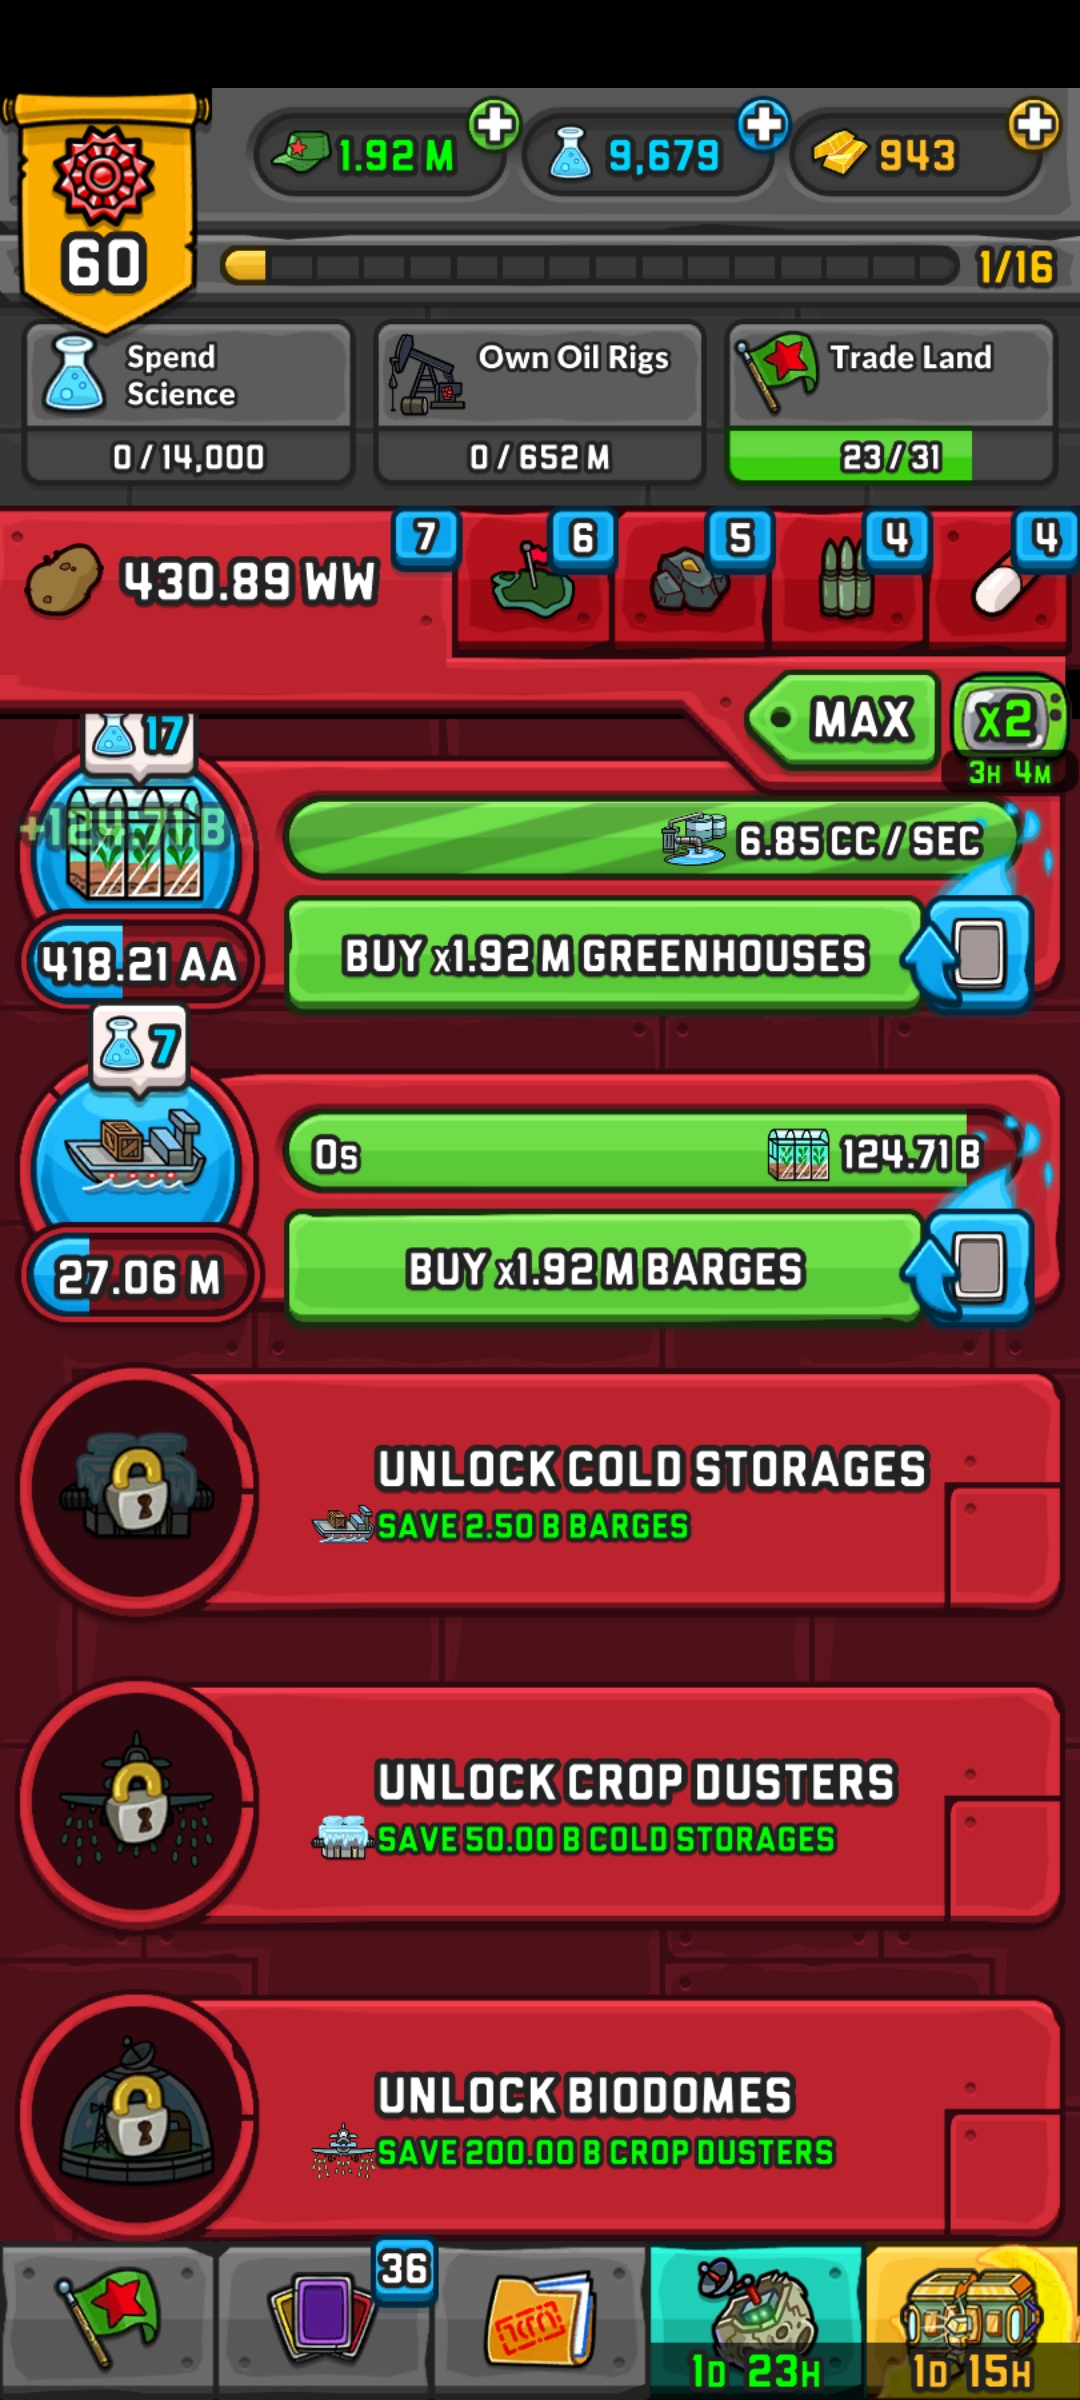 1.92 M
9,679
943
60
1/16
Spend
Science
0/14,000
Own Oil Rigs
0/652 M
Trade Land
23/31
430.89 WW
7
6
5
4
4
MAX
x2
3H 4M
17
+124.71 B
6.85 CC / SEC
418.21 AA
BUY x1.92 M GREENHOUSES
7
0s
124.71 B
27.06 M
BUY x1.92 M BARGES
UNLOCK COLD STORAGES
SAVE 2.50 B BARGES
UNLOCK CROP DUSTERS
SAVE 50.00 B COLD STORAGES
UNLOCK BIODOMES
SAVE 200.00 B CROP DUSTERS
36
1D 23H
1D 15H